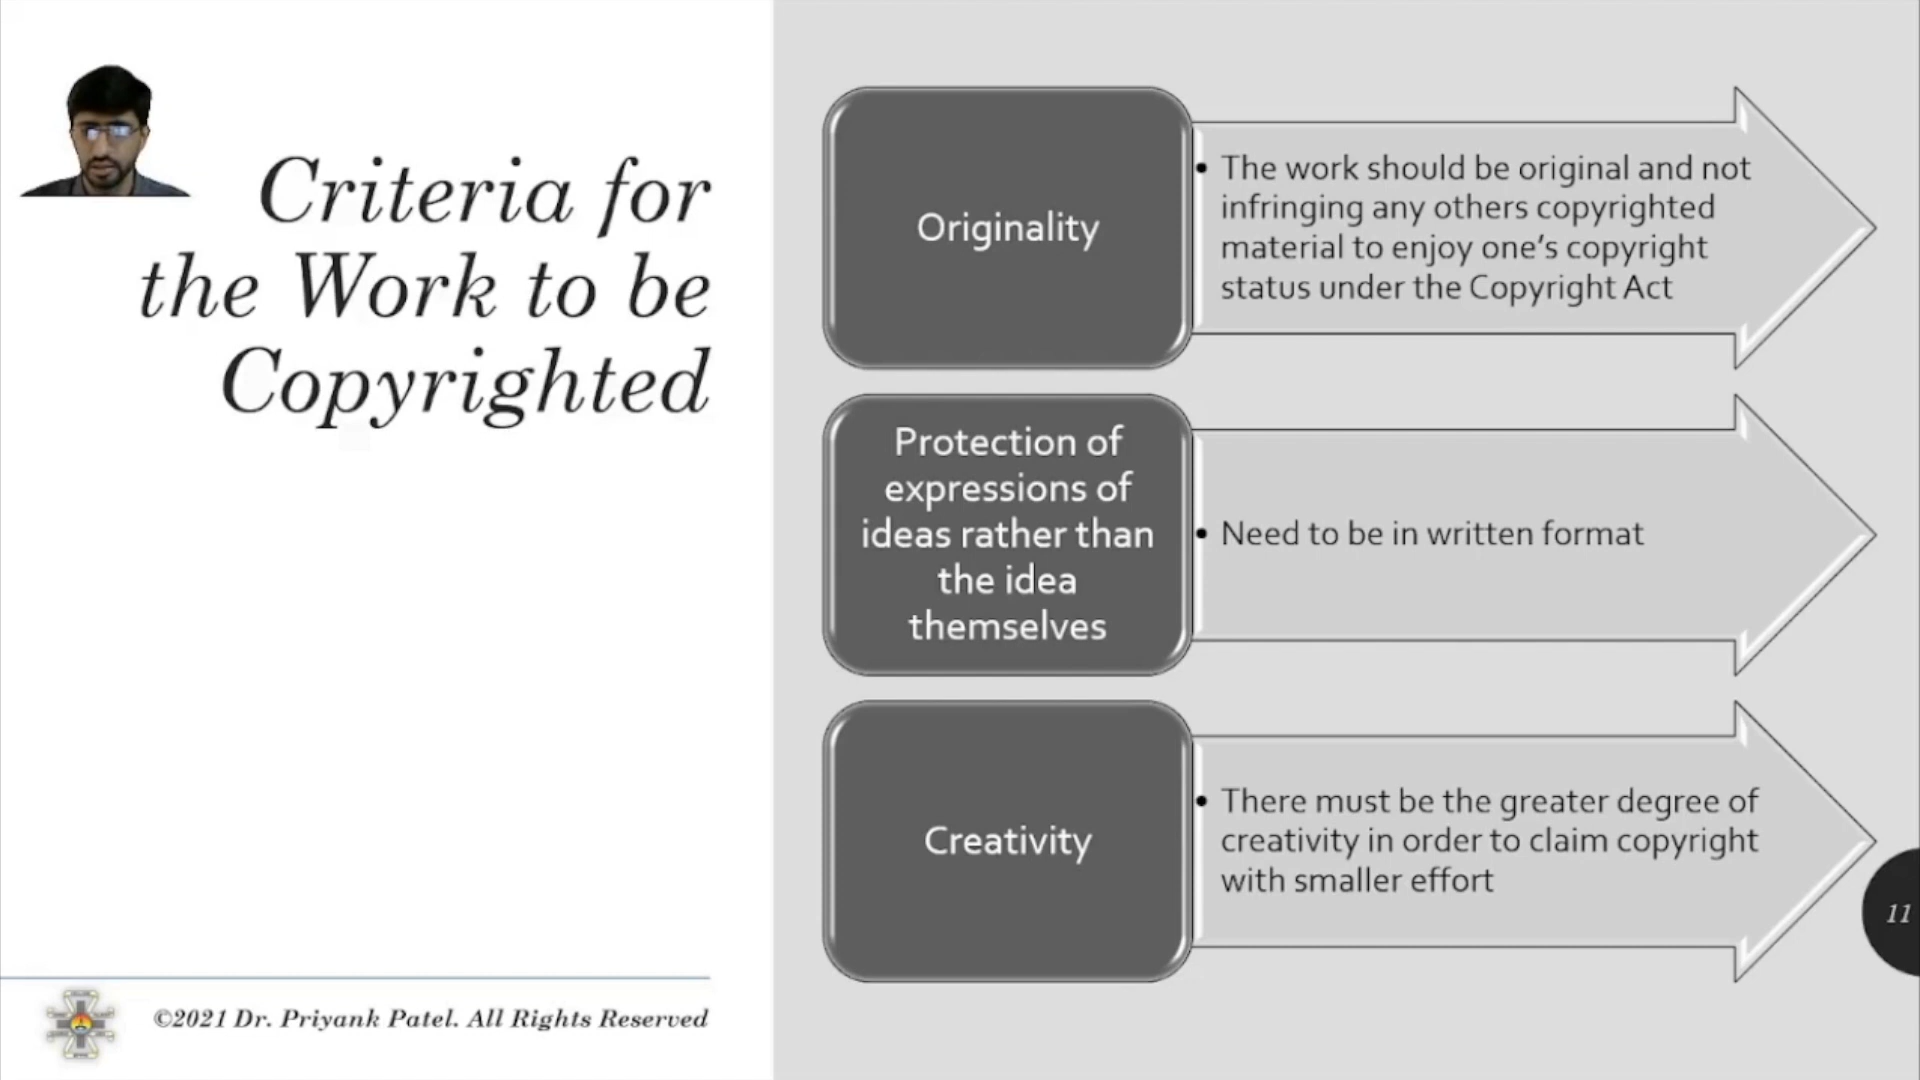 Criteria for
the Work to be
Copyrighted
Originality
• The work should be original and not
infringing any others copyrighted
material to enjoy one’s copyright
status under the Copyright Act
Protection of
expressions of
ideas rather than
the idea
themselves
• Need to be in written format
Creativity
• There must be the greater degree of
creativity in order to claim copyright
with smaller effort
11
©2021 Dr. Priyank Patel. All Rights Reserved